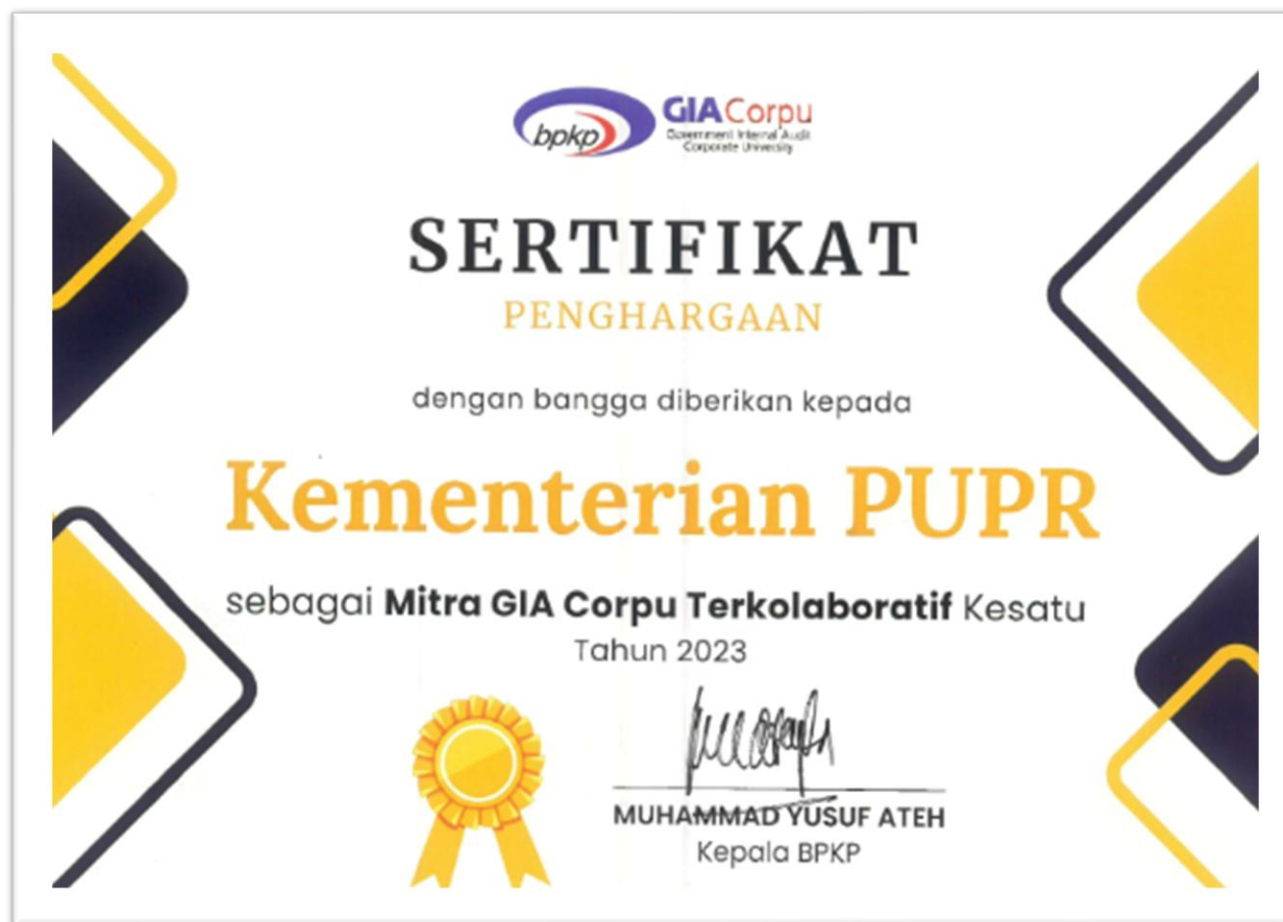 bpkp
GIACorpu
Government Internal Audit
Corporate University
SERTIFIKAT
PENGHARGAAN
dengan bangga diberikan kepada
Kementerian PUPR
sebagai Mitra GIA Corpu Terkolaboratif Kesatu
Tahun 2023
MUHAMMAD YUSUF ATEH
Kepala BPKP